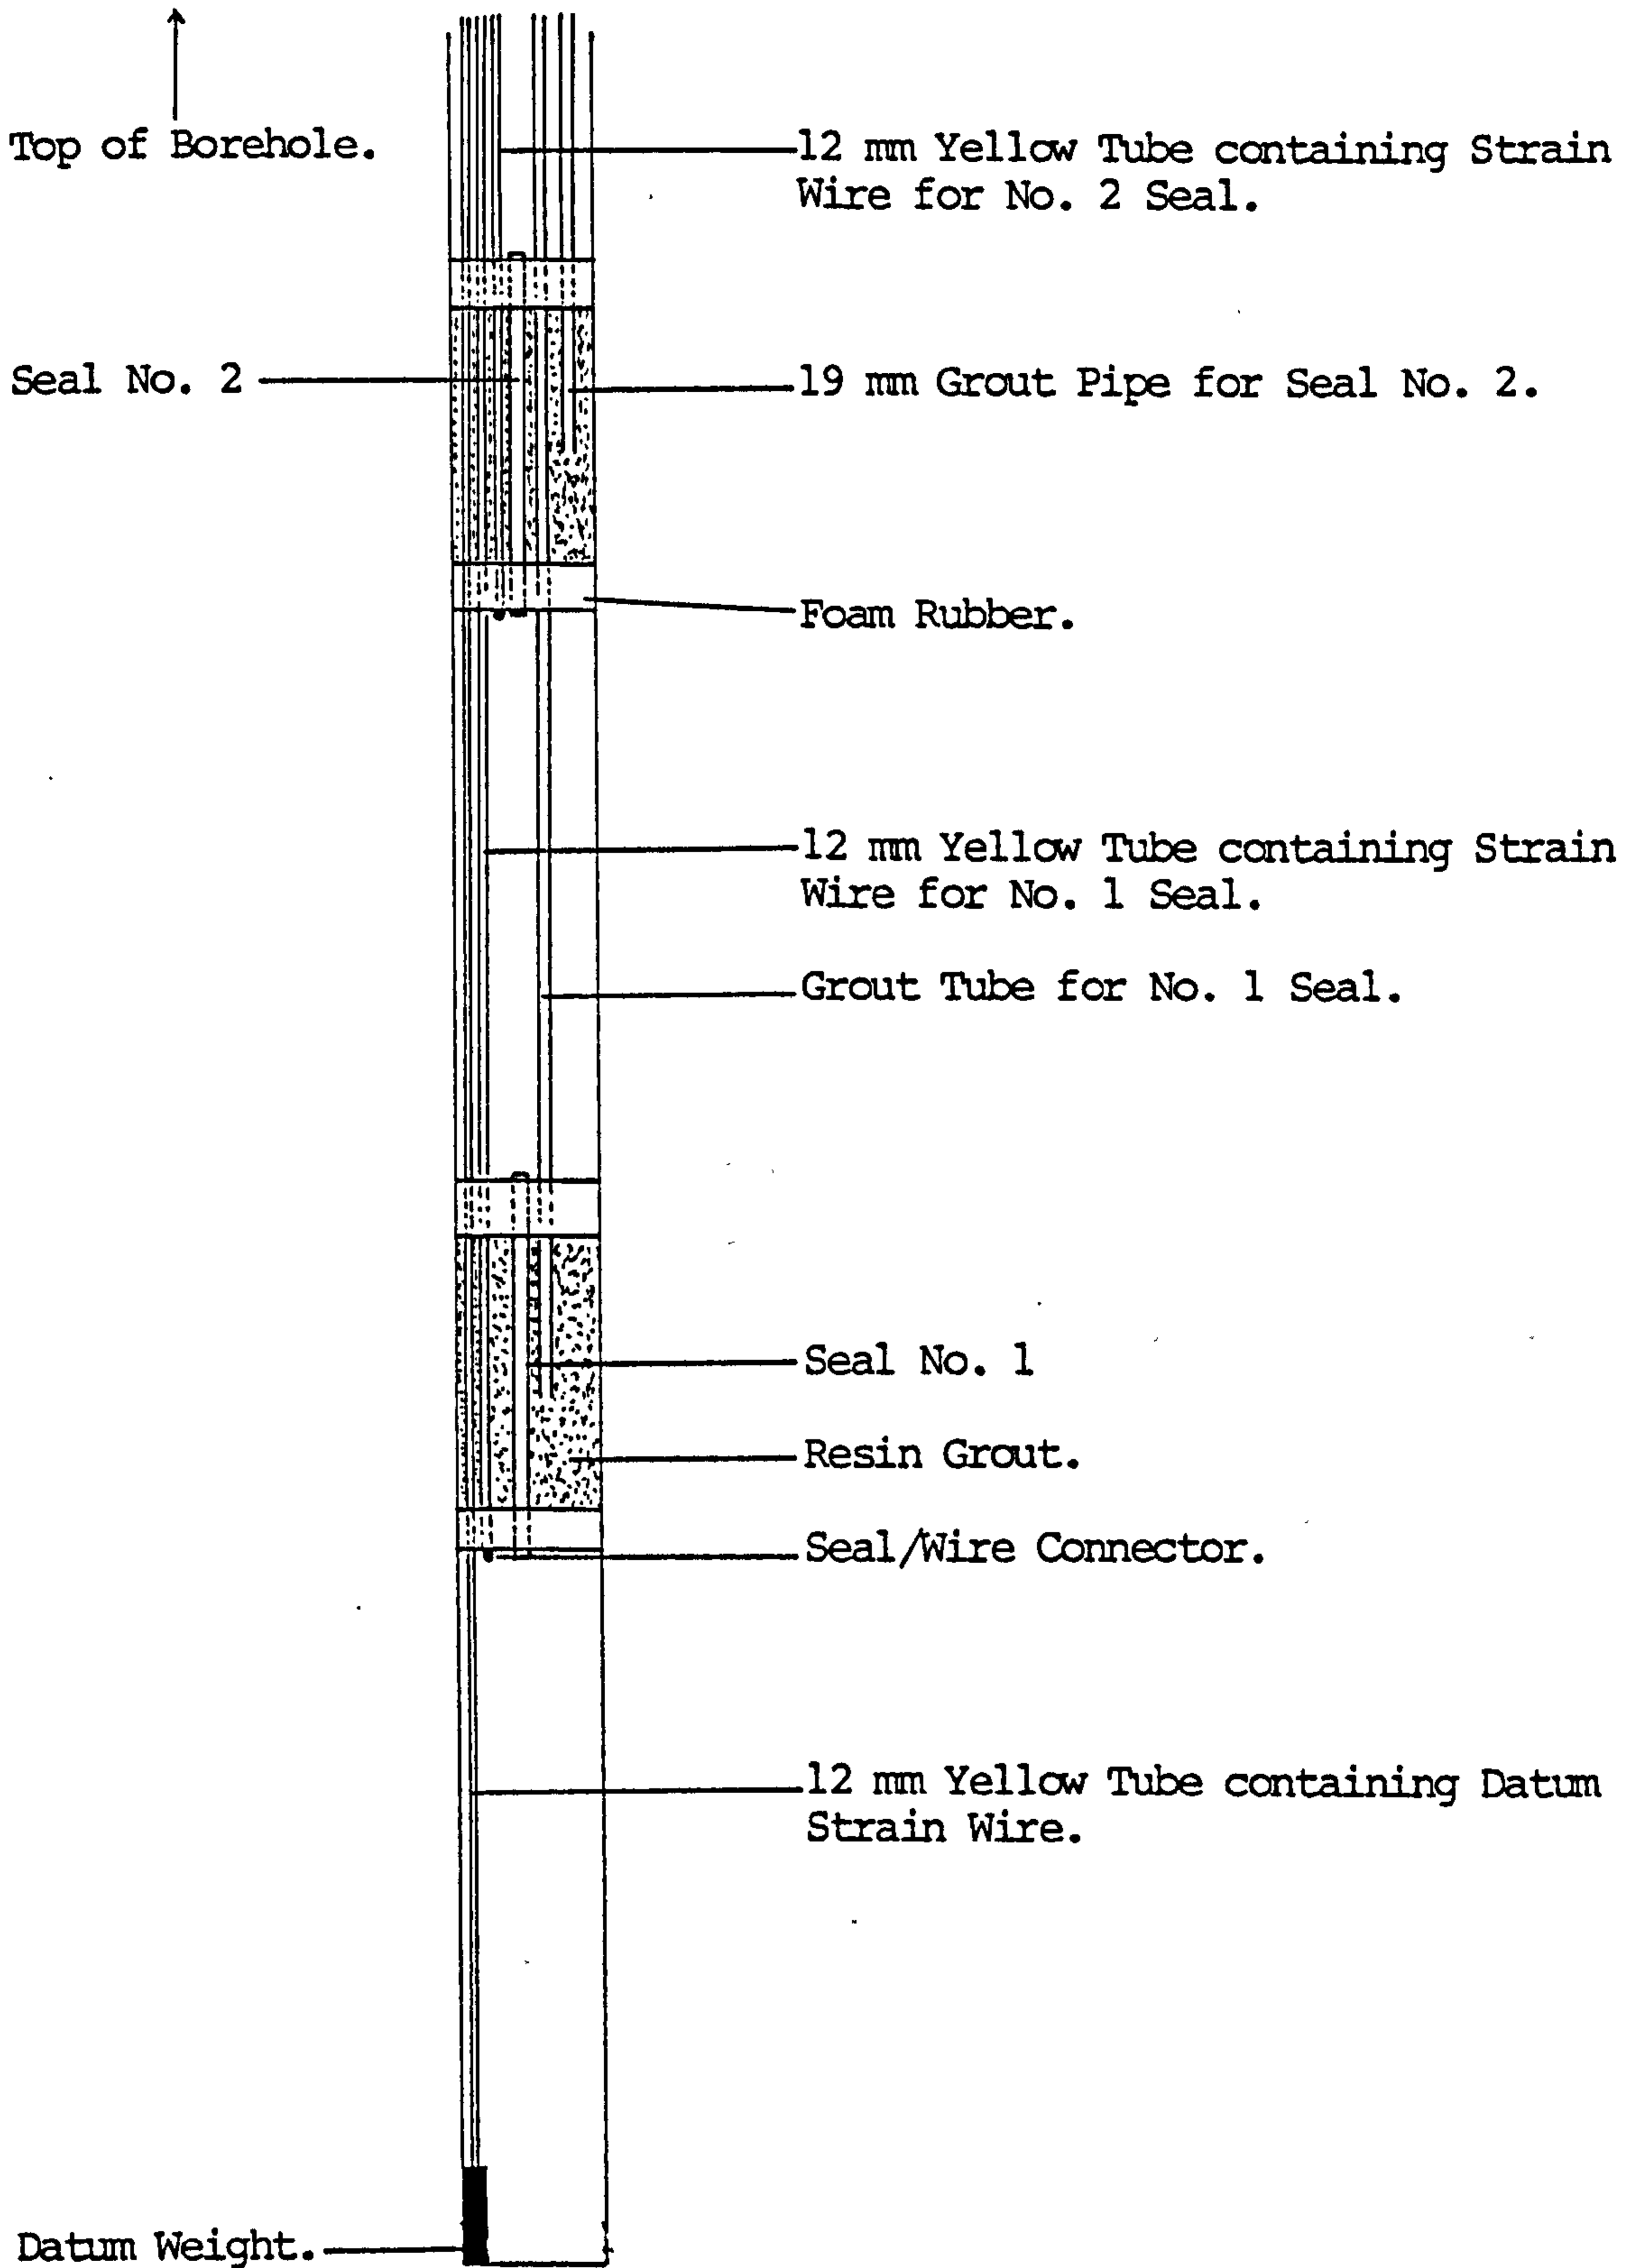 Top of Borehole.
12 mm Yellow Tube containing Strain
Wire for No. 2 Seal.
Seal No. 2
19 mm Grout Pipe for Seal No. 2.
Foam Rubber.
12 mm Yellow Tube containing Strain
Wire for No. 1 Seal.
Grout Tube for No. 1 Seal.
Seal No. 1
Resin Grout.
Seal/Wire Connector.
12 mm Yellow Tube containing Datum
Strain Wire.
Datum Weight.